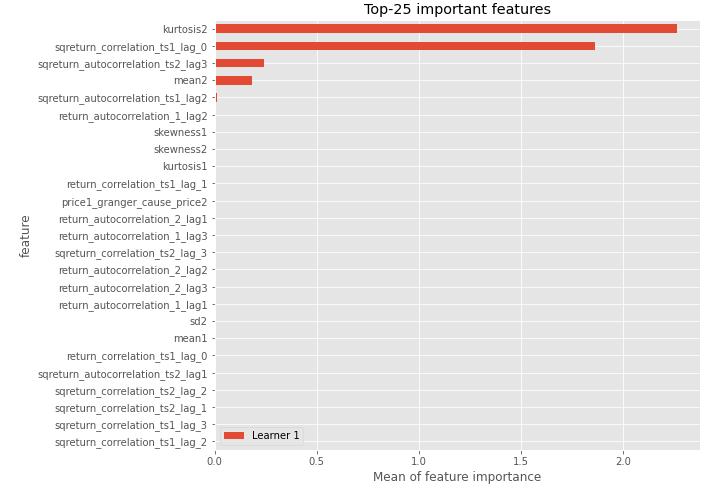 Top-25 important features
kurtosis2
sqreturn_correlation_ts1_lag_0
sqreturn_autocorrelation_ts2_lag3
mean2
sqreturn_autocorrelation_ts1_lag2
return_autocorrelation_1_lag2
skewness1
skewness2
kurtosis1
return_correlation_ts1_lag_1
price1_granger_cause_price2
return_autocorrelation_2_lag1
return_autocorrelation_1_lag3
sqreturn_correlation_ts2_lag_3
return_autocorrelation_2_lag2
return_autocorrelation_2_lag3
return_autocorrelation_1_lag1
sd2
mean1
return_correlation_ts1_lag_0
sqreturn_autocorrelation_ts2_lag1
sqreturn_correlation_ts2_lag_2
sqreturn_correlation_ts2_lag_1
sqreturn_correlation_ts1_lag_3
sqreturn_correlation_ts1_lag_2
feature
Learner 1
0.0 0.5 1.0 1.5 2.0
Mean of feature importance